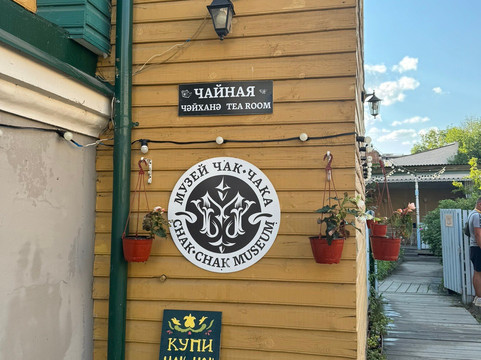 ЧАЙНАЯ
ЧӘЙХАНӘ TEA ROOM
МУЗЕЙ ЧАК-ЧАКА
CHAK-CHAK MUSEUM
КУПИ